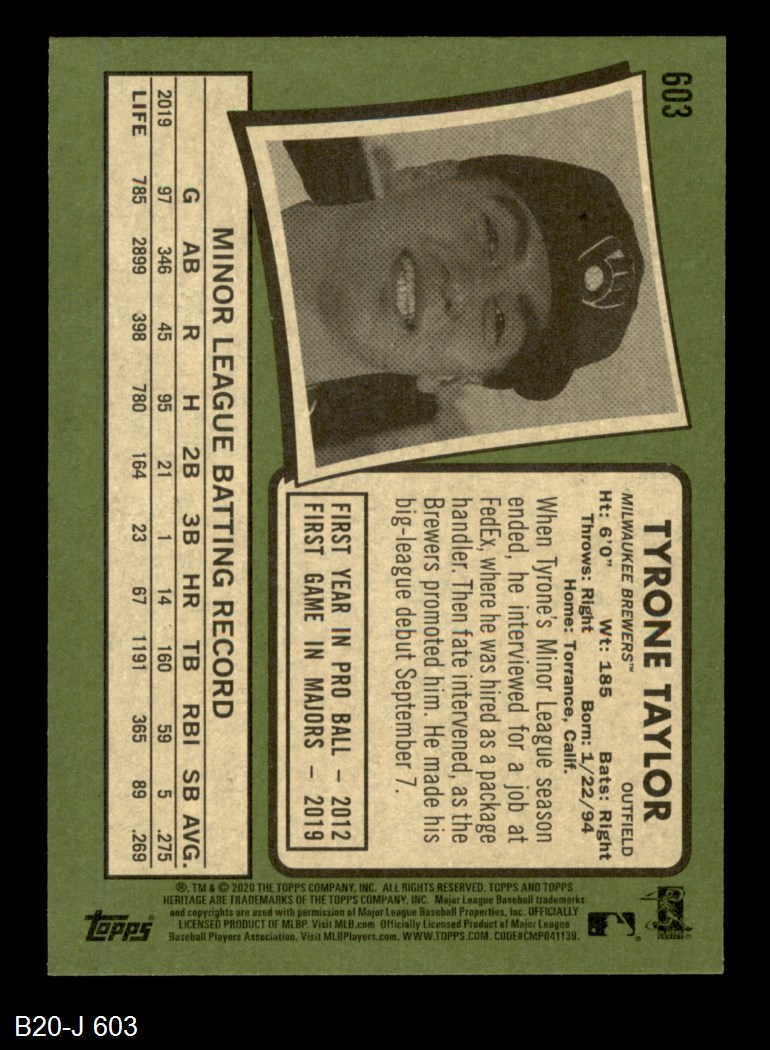 603
TYRONE TAYLOR
MILWAUKEE BREWERS™ OUTFIELD
Ht: 6'0" Wt: 185 Bats: Right
Throws: Right Born: 1/22/94
Home: Torrance, Calif.
When Tyrone's Minor League season
ended, he interviewed for a job at
FedEx, where he was hired as a package
handler. Then fate intervened, as the
Brewers promoted him. He made his
big-league debut September 7.
FIRST YEAR IN PRO BALL – 2012
FIRST GAME IN MAJORS – 2019
MINOR LEAGUE BATTING RECORD
G AB R H 2B 3B HR TB RBI SB AVG.
2019 97 346 45 95 21 1 14 160 59 5 .275
LIFE 785 2899 398 780 164 23 67 1191 365 89 .269
®, TM & © 2020 THE TOPPS COMPANY, INC. ALL RIGHTS RESERVED. TOPPS AND TOPPS
HERITAGE ARE TRADEMARKS OF THE TOPPS COMPANY, INC. Major League Baseball trademarks
and copyrights are used with permission of Major League Baseball Properties, Inc. OFFICIALLY
LICENSED PRODUCT OF MLBP. Visit MLB.com Officially Licensed Product of Major League
Baseball Players Association. Visit MLBPlayers.com. WWW.TOPPS.COM. CODE#CMP041139.
topps®
B20-J 603